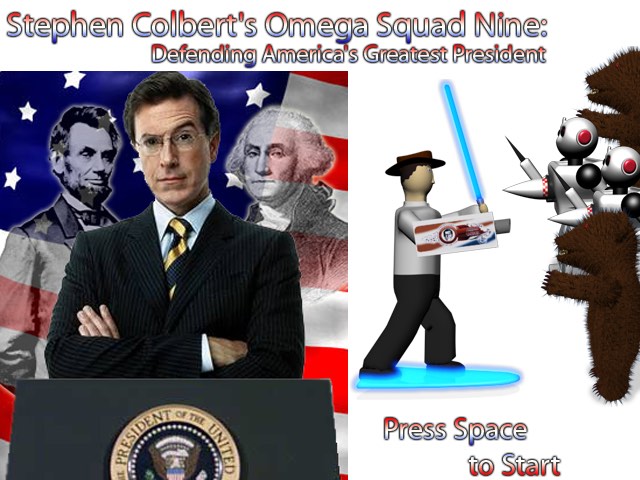 Stephen Colbert's Omega Squad Nine:
Defending America's Greatest President
Press Space
to Start
PRESIDENT OF THE UNITED